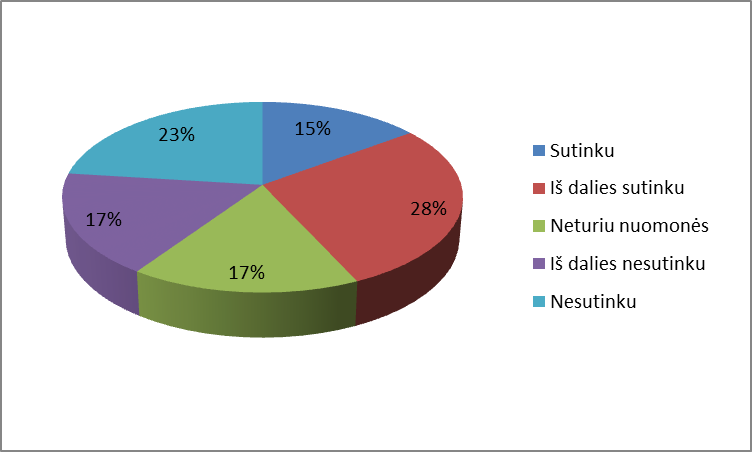 15%
28%
17%
17%
23%
Sutinku
Iš dalies sutinku
Neturiu nuomonės
Iš dalies nesutinku
Nesutinku